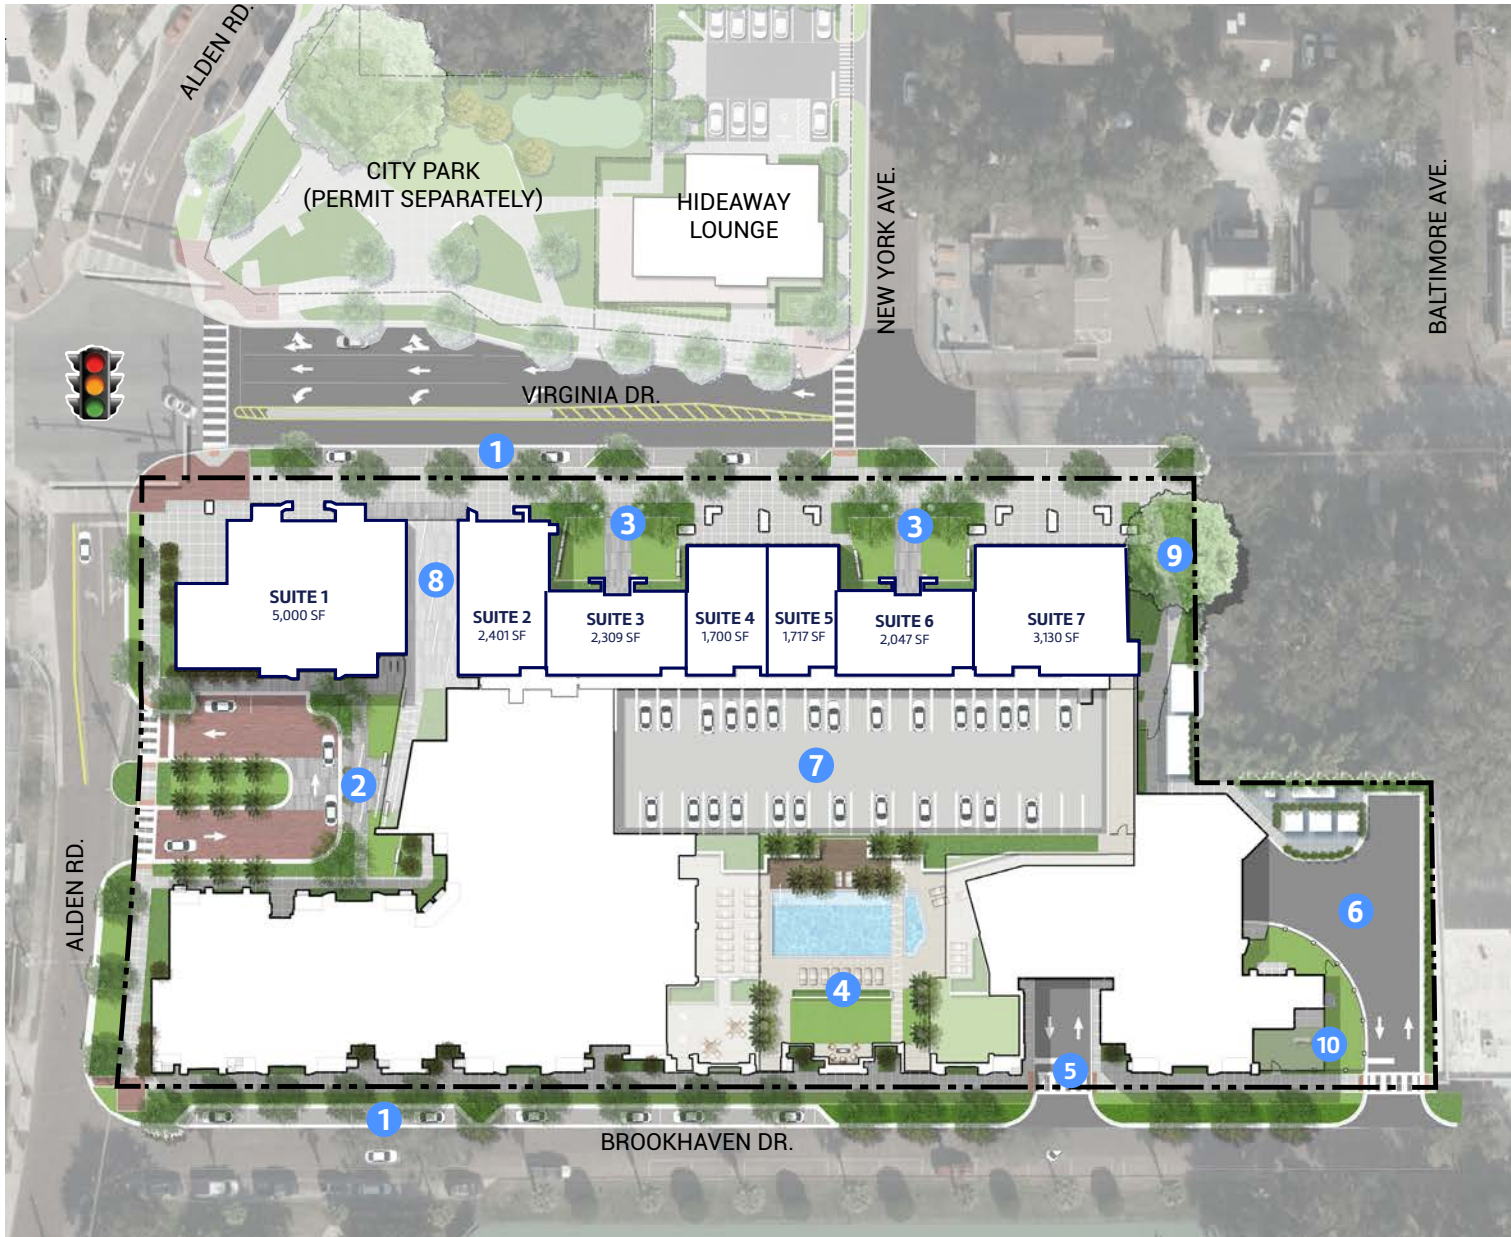 ALDEN RD.
CITY PARK
(PERMIT SEPARATELY)
HIDEAWAY
LOUNGE
NEW YORK AVE.
BALTIMORE AVE.
VIRGINIA DR.
1
3
3
9
8
SUITE 1
5,000 SF
SUITE 2
2,401 SF
SUITE 3
2,309 SF
SUITE 4
1,700 SF
SUITE 5
1,717 SF
SUITE 6
2,047 SF
SUITE 7
3,130 SF
7
2
ALDEN RD.
6
4
10
5
1
BROOKHAVEN DR.